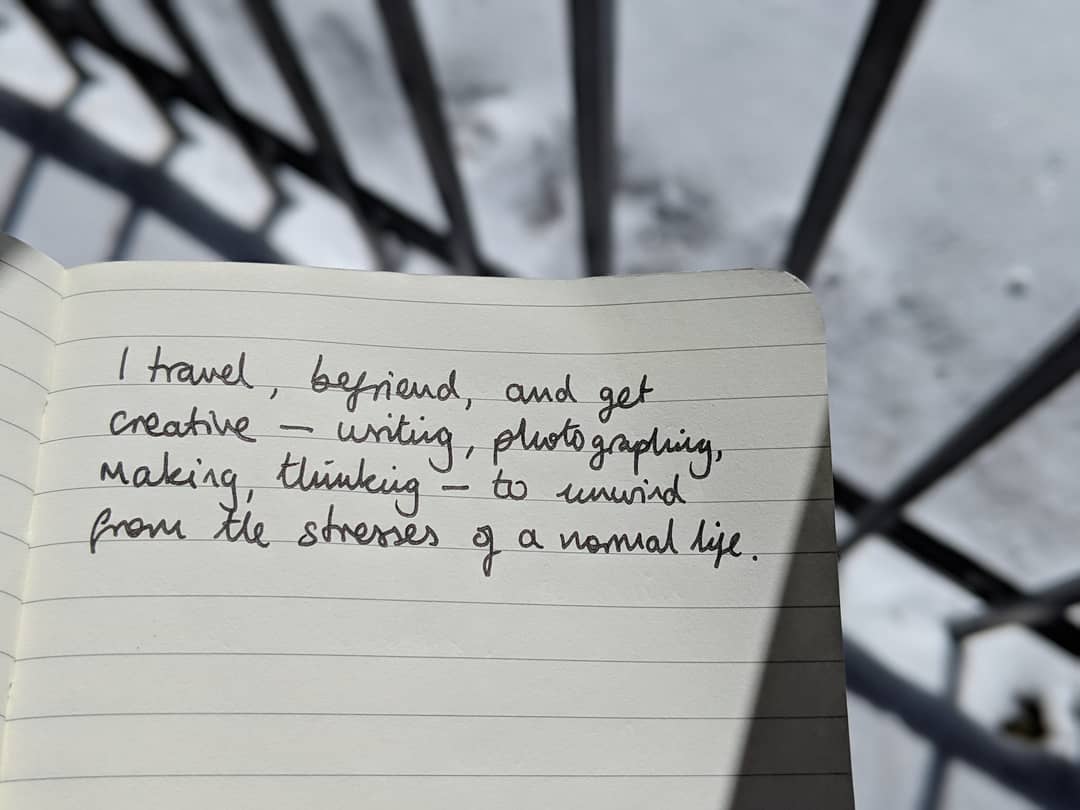 I travel, befriend, and get
creative – writing, photographing,
making, thinking – to unwind
from the stresses of a normal life.